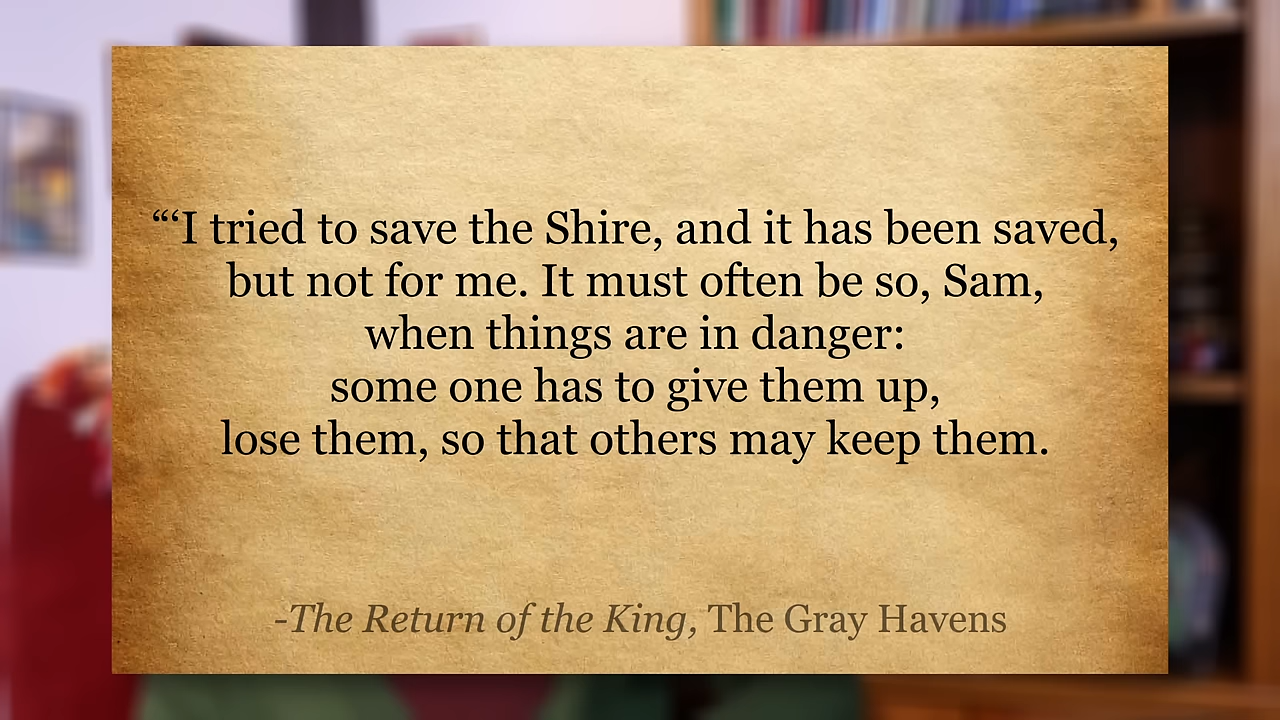 “‘I tried to save the Shire, and it has been saved,
but not for me. It must often be so, Sam,
when things are in danger:
some one has to give them up,
lose them, so that others may keep them.
-The Return of the King, The Gray Havens